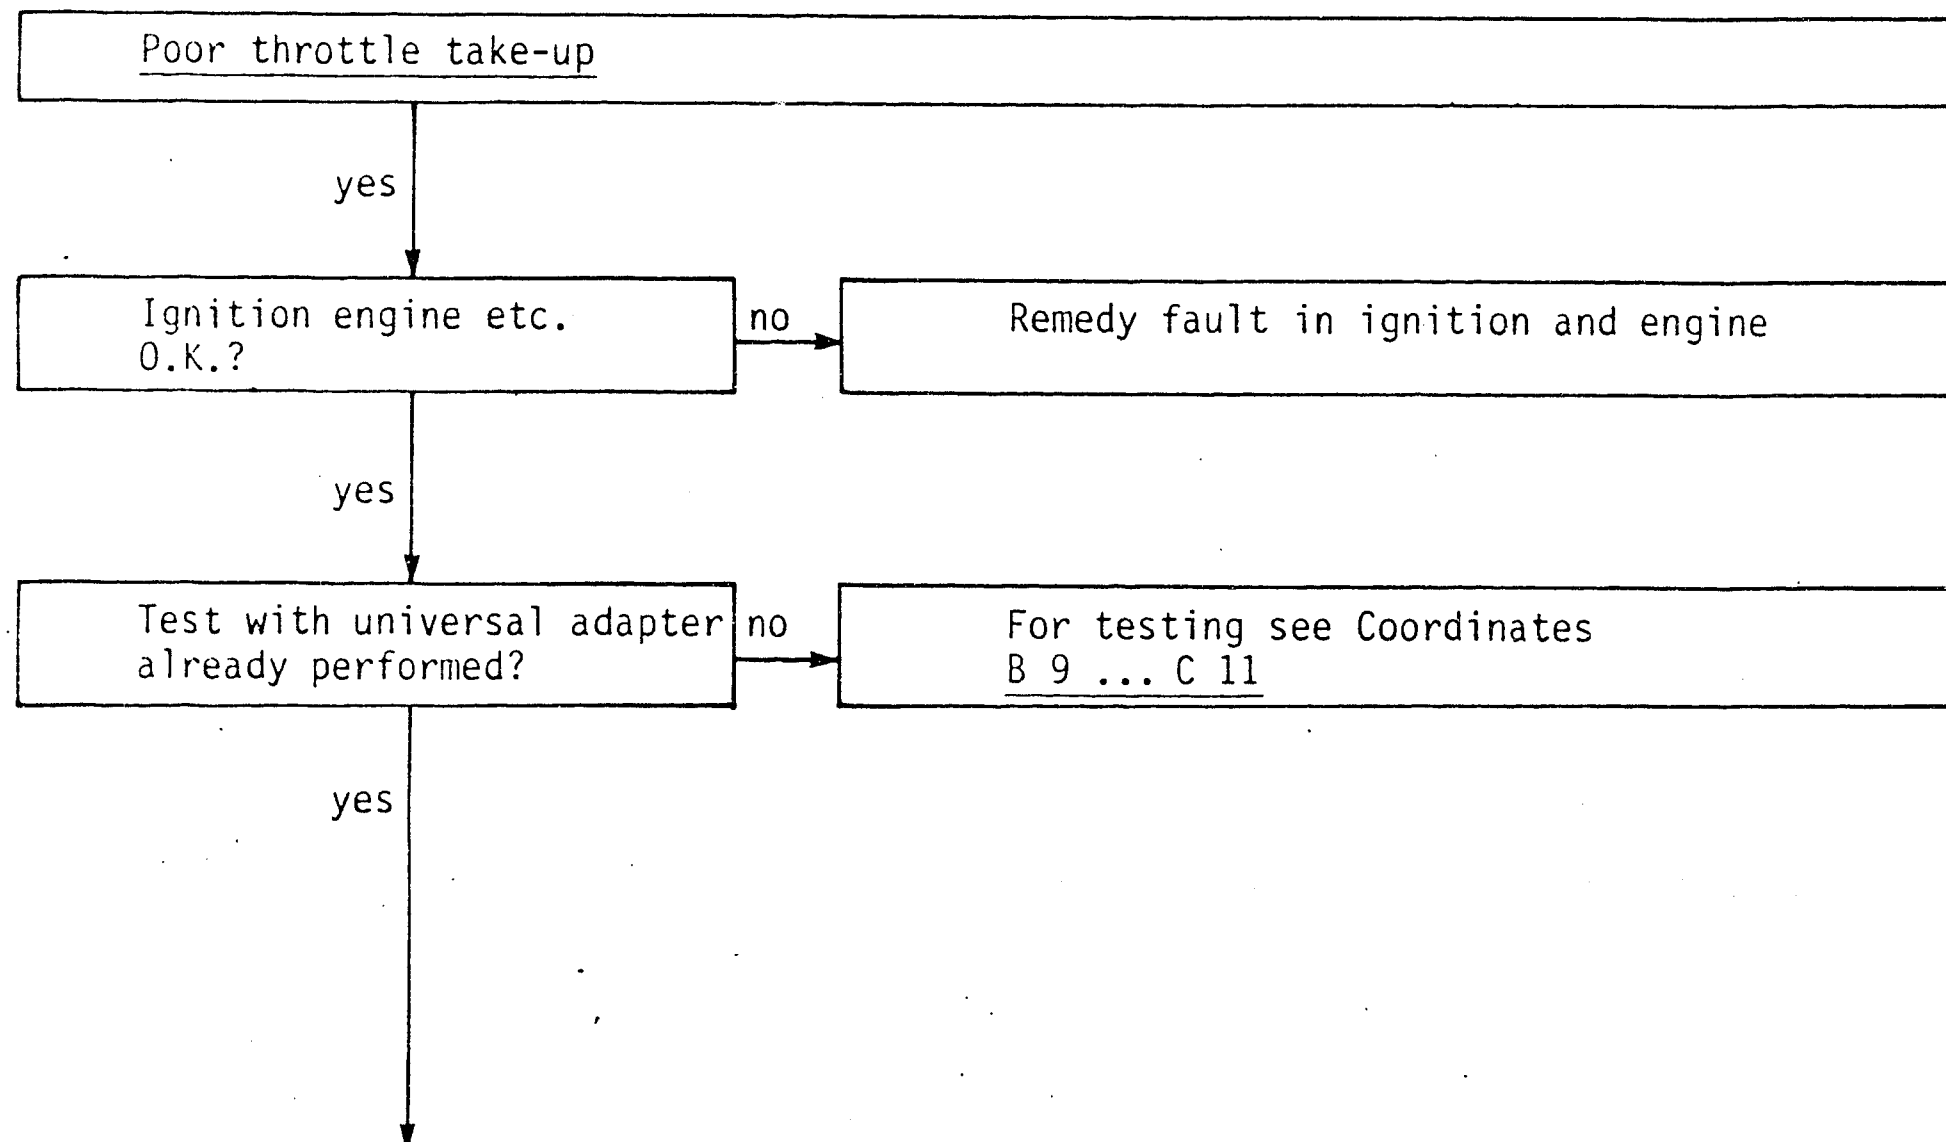 Poor throttle take-up
yes
Ignition engine etc.
O.K.?
no
Remedy fault in ignition and engine
yes
Test with universal adapter
already performed?
no
For testing see Coordinates
B 9 ... C 11
yes